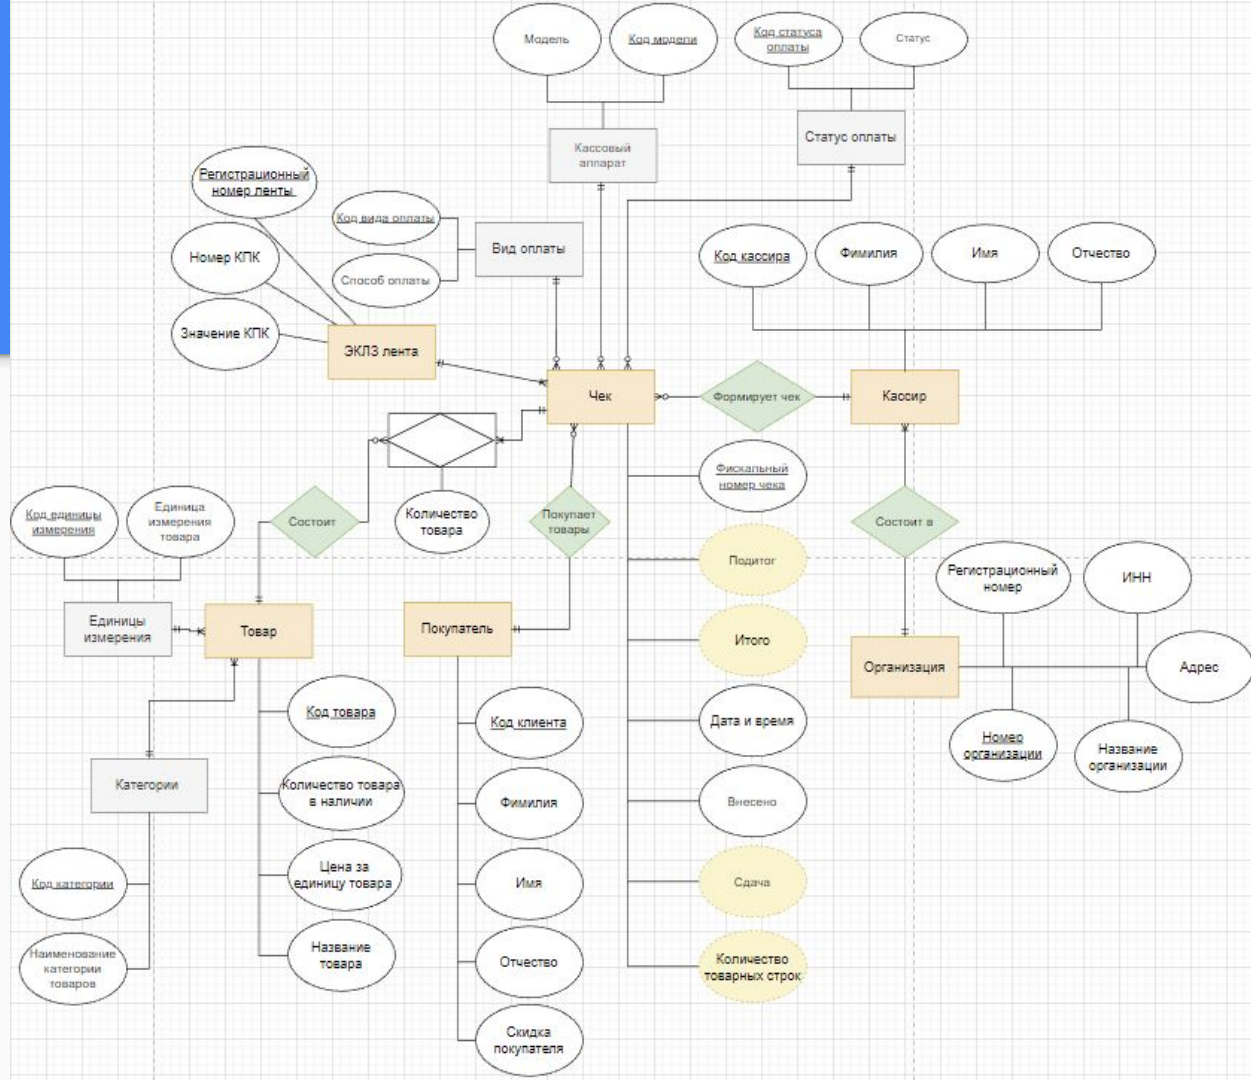 Модель
Код модели
Код статуса
оплаты
Статус
Кассовый
аппарат
Статус оплаты
Регистрационный
номер ленты
Код вида оплаты
Вид оплаты
Номер КПК
Способ оплаты
Код кассира
Фамилия
Имя
Отчество
Значение КПК
ЭКЛЗ лента
Чек
Формирует чек
Кассир
Фискальный
номер чека
Код единицы
измерения
Единица
измерения
товара
Состоит
Количество
товара
Покупает
товары
Состоит в
Подитог
Регистрационный
номер
ИНН
Единицы
измерения
Товар
Покупатель
Итого
Организация
Адрес
Код товара
Код клиента
Дата и время
Номер
организации
Название
организации
Категории
Количество товара
в наличии
Фамилия
Внесено
Код категории
Цена за
единицу товара
Имя
Сдача
Наименование
категории
товаров
Название
товара
Отчество
Количество
товарных строк
Скидка
покупателя